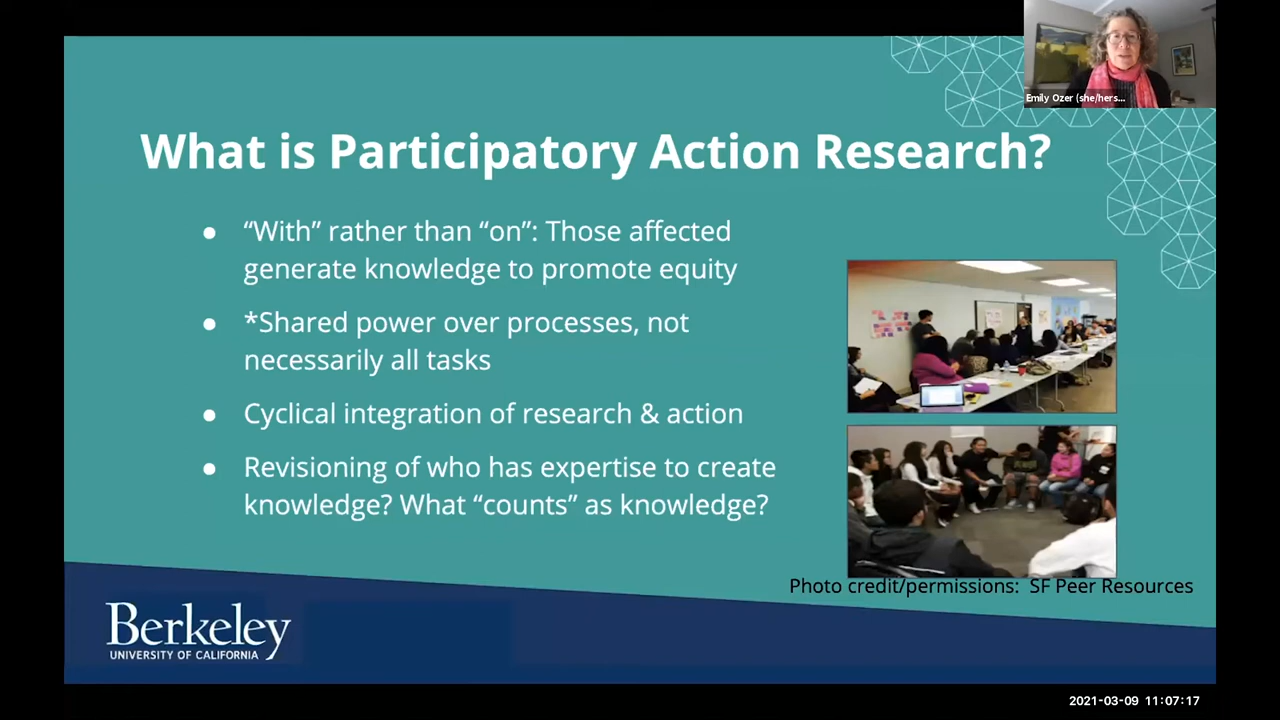 Emily Ozer (she/hers...
What is Participatory Action Research?
● “With” rather than “on”: Those affected
generate knowledge to promote equity
● *Shared power over processes, not
necessarily all tasks
● Cyclical integration of research & action
● Revisioning of who has expertise to create
knowledge? What “counts” as knowledge?
Photo credit/permissions: SF Peer Resources
Berkeley
UNIVERSITY OF CALIFORNIA
2021-03-09 11:07:17